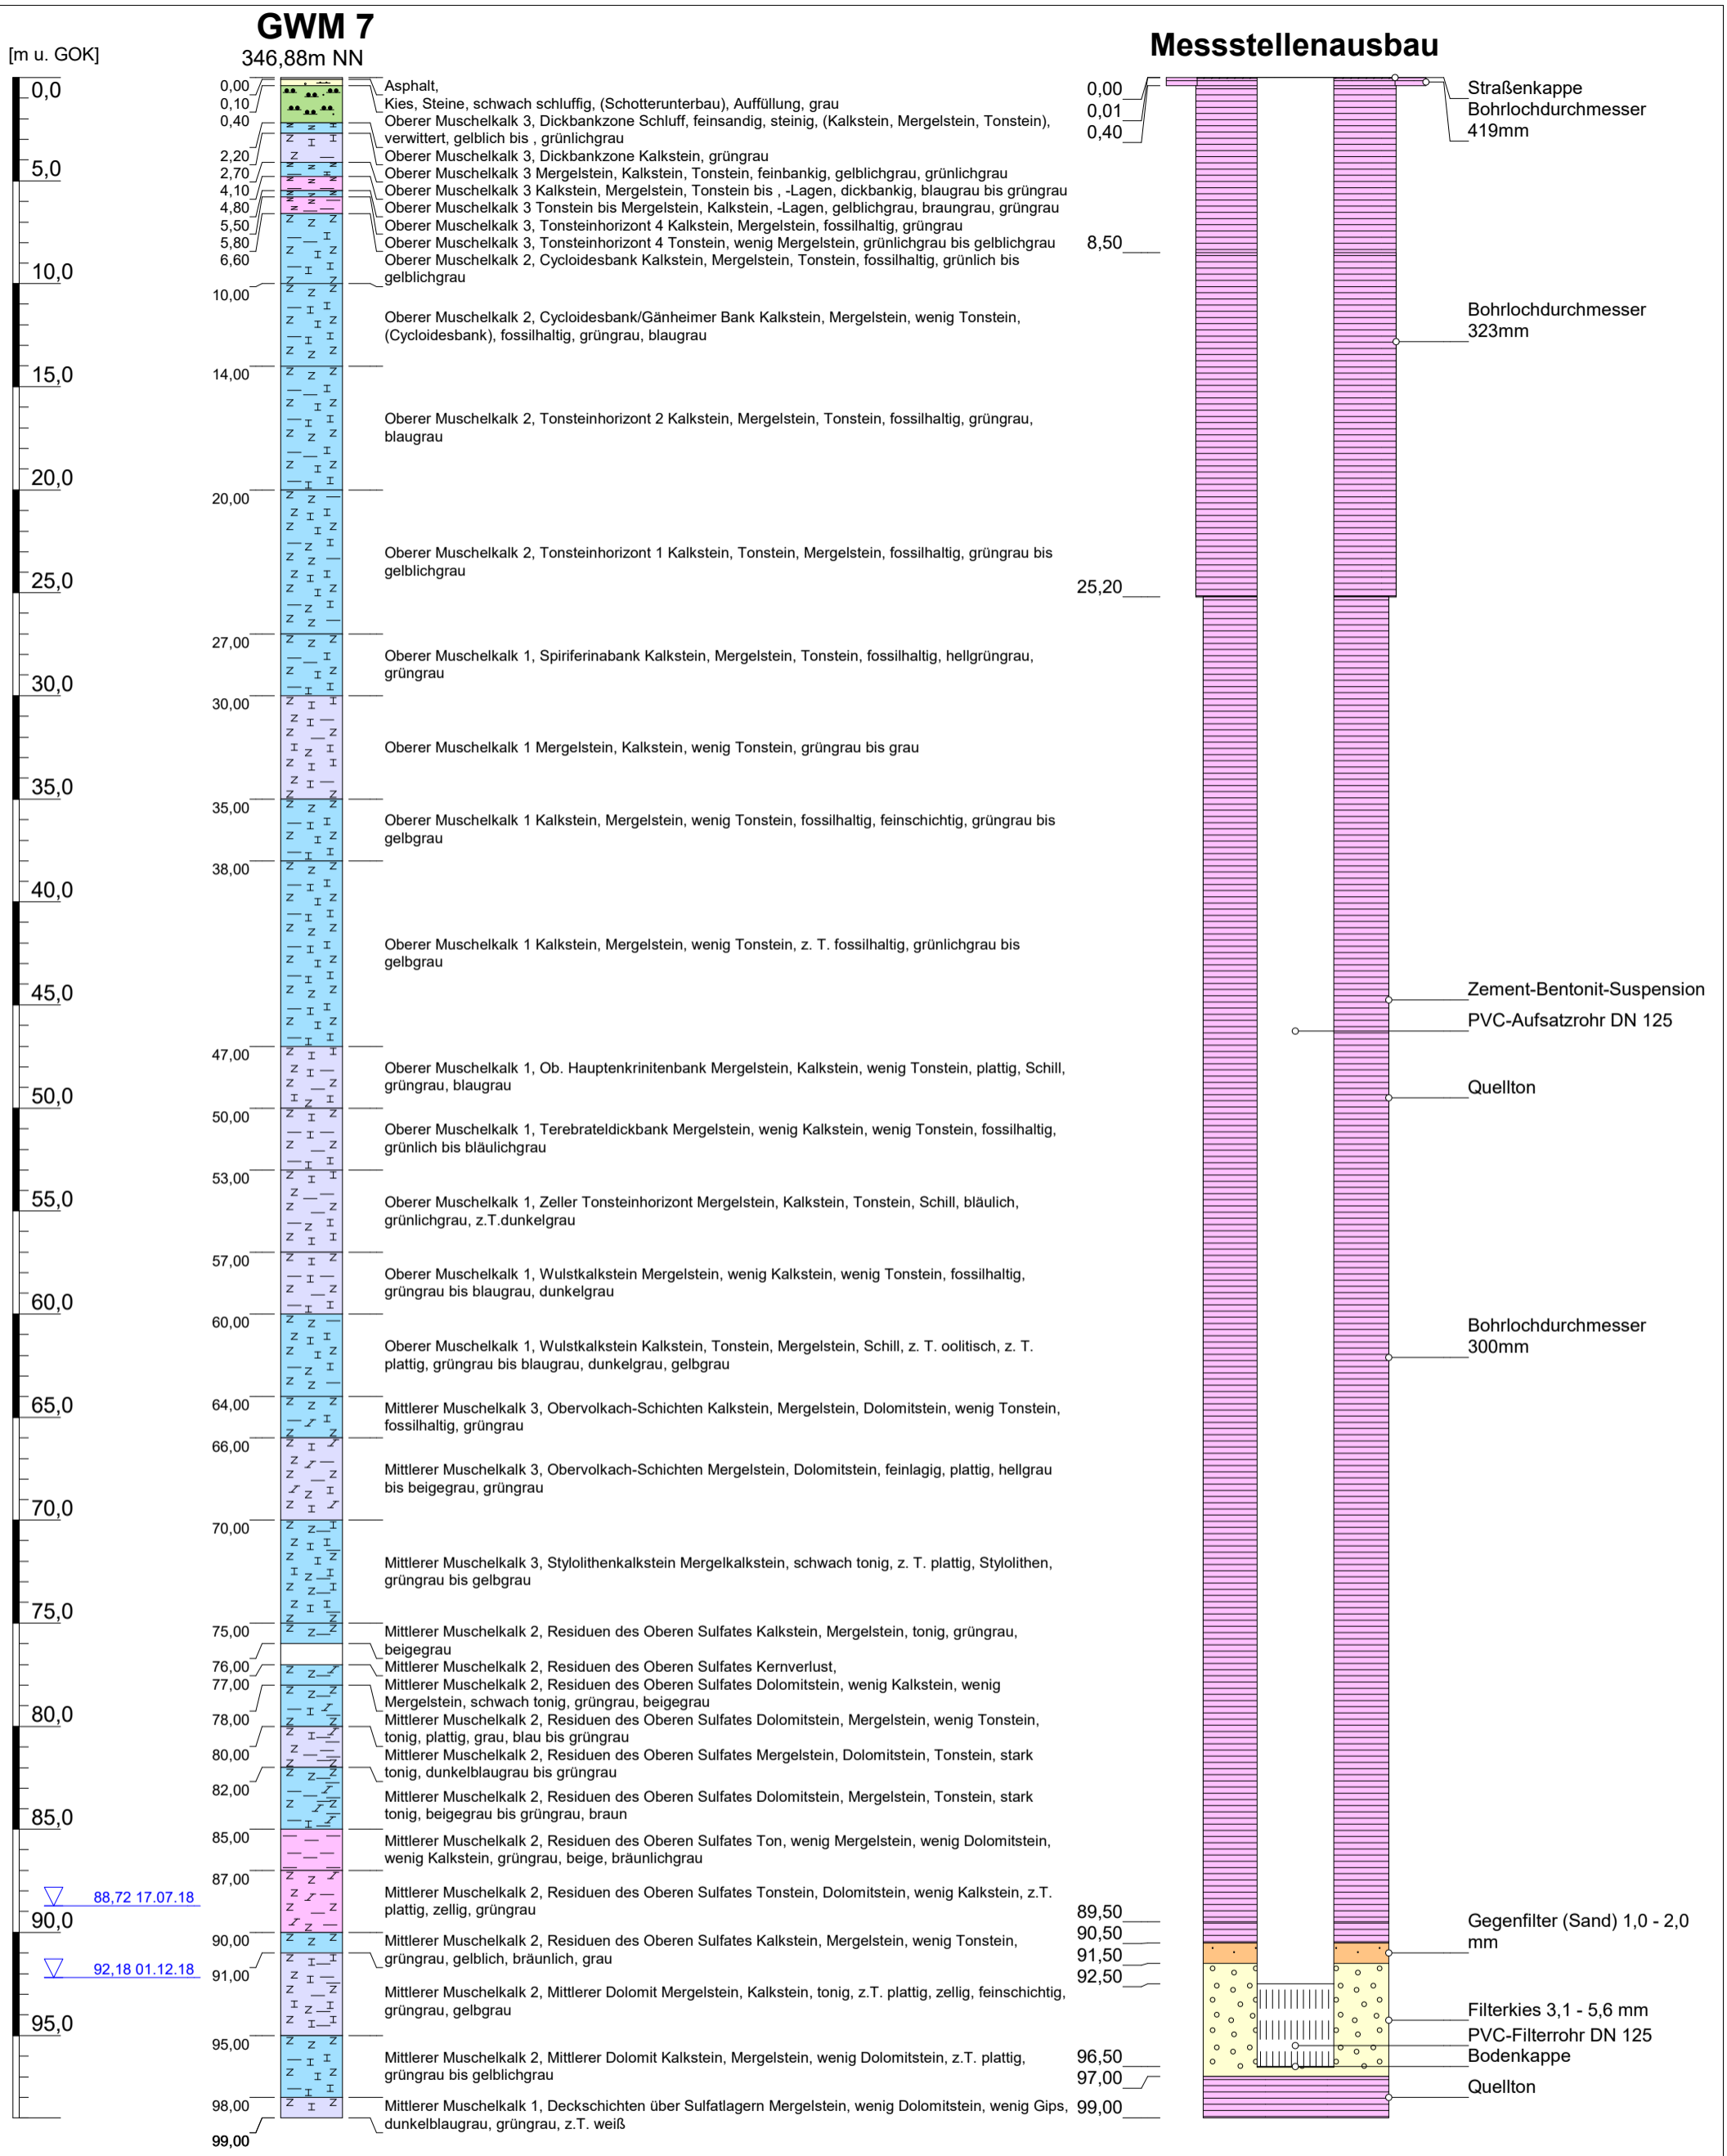 GWM 7
346,88m NN
[m u. GOK]
Messstellenausbau
0,0
5,0
10,0
15,0
20,0
25,0
30,0
35,0
40,0
45,0
50,0
55,0
60,0
65,0
70,0
75,0
80,0
85,0
90,0
95,0
88,72 17.07.18
92,18 01.12.18
0,00
0,10
0,40
2,20
2,70
4,10
4,80
5,50
5,80
6,60
10,00
14,00
20,00
27,00
30,00
35,00
38,00
47,00
50,00
53,00
57,00
60,00
64,00
66,00
70,00
75,00
76,00
77,00
78,00
80,00
82,00
85,00
87,00
90,00
91,00
95,00
98,00
99,00
Asphalt,
Kies, Steine, schwach schluffig, (Schotterunterbau), Auffüllung, grau
Oberer Muschelkalk 3, Dickbankzone Schluff, feinsandig, steinig, (Kalkstein, Mergelstein, Tonstein),
verwittert, gelblich bis , grünlichgrau
Oberer Muschelkalk 3, Dickbankzone Kalkstein, grüngrau
Oberer Muschelkalk 3 Mergelstein, Kalkstein, Tonstein, feinbankig, gelblichgrau, grünlichgrau
Oberer Muschelkalk 3 Kalkstein, Mergelstein, Tonstein bis , -Lagen, dickbankig, blaugrau bis grüngrau
Oberer Muschelkalk 3 Tonstein bis Mergelstein, Kalkstein, -Lagen, gelblichgrau, braungrau, grüngrau
Oberer Muschelkalk 3, Tonsteinhorizont 4 Kalkstein, Mergelstein, fossilhaltig, grüngrau
Oberer Muschelkalk 3, Tonsteinhorizont 4 Tonstein, wenig Mergelstein, grünlichgrau bis gelblichgrau
Oberer Muschelkalk 2, Cycloidesbank Kalkstein, Mergelstein, Tonstein, fossilhaltig, grünlich bis
gelblichgrau
Oberer Muschelkalk 2, Cycloidesbank/Gänheimer Bank Kalkstein, Mergelstein, wenig Tonstein,
(Cycloidesbank), fossilhaltig, grüngrau, blaugrau
Oberer Muschelkalk 2, Tonsteinhorizont 2 Kalkstein, Mergelstein, Tonstein, fossilhaltig, grüngrau,
blaugrau
Oberer Muschelkalk 2, Tonsteinhorizont 1 Kalkstein, Tonstein, Mergelstein, fossilhaltig, grüngrau bis
gelblichgrau
Oberer Muschelkalk 1, Spiriferinabank Kalkstein, Mergelstein, Tonstein, fossilhaltig, hellgrüngrau,
grüngrau
Oberer Muschelkalk 1 Mergelstein, Kalkstein, wenig Tonstein, grüngrau bis grau
Oberer Muschelkalk 1 Kalkstein, Mergelstein, wenig Tonstein, fossilhaltig, feinschichtig, grüngrau bis
gelbgrau
Oberer Muschelkalk 1 Kalkstein, Mergelstein, wenig Tonstein, z. T. fossilhaltig, grünlichgrau bis
gelbgrau
Oberer Muschelkalk 1, Ob. Hauptenkrinitenbank Mergelstein, Kalkstein, wenig Tonstein, plattig, Schill,
grüngrau, blaugrau
Oberer Muschelkalk 1, Terebrateldickbank Mergelstein, wenig Kalkstein, wenig Tonstein, fossilhaltig,
grünlich bis bläulichgrau
Oberer Muschelkalk 1, Zeller Tonsteinhorizont Mergelstein, Kalkstein, Tonstein, Schill, bläulich,
grünlichgrau, z.T.dunkelgrau
Oberer Muschelkalk 1, Wulstkalkstein Mergelstein, wenig Kalkstein, wenig Tonstein, fossilhaltig,
grüngrau bis blaugrau, dunkelgrau
Oberer Muschelkalk 1, Wulstkalkstein Kalkstein, Tonstein, Mergelstein, Schill, z. T. oolitisch, z. T.
plattig, grüngrau bis blaugrau, dunkelgrau, gelbgrau
Mittlerer Muschelkalk 3, Obervolkach-Schichten Kalkstein, Mergelstein, Dolomitstein, wenig Tonstein,
fossilhaltig, grüngrau
Mittlerer Muschelkalk 3, Obervolkach-Schichten Mergelstein, Dolomitstein, feinlagig, plattig, hellgrau
bis beigegrau, grüngrau
Mittlerer Muschelkalk 3, Stylolithenkalkstein Mergelkalkstein, schwach tonig, z. T. plattig, Stylolithen,
grüngrau bis gelbgrau
Mittlerer Muschelkalk 2, Residuen des Oberen Sulfates Kalkstein, Mergelstein, tonig, grüngrau,
beigegrau
Mittlerer Muschelkalk 2, Residuen des Oberen Sulfates Kernverlust,
Mittlerer Muschelkalk 2, Residuen des Oberen Sulfates Dolomitstein, wenig Kalkstein, wenig
Mergelstein, schwach tonig, grüngrau, beigegrau
Mittlerer Muschelkalk 2, Residuen des Oberen Sulfates Dolomitstein, Mergelstein, wenig Tonstein,
tonig, plattig, grau, blau bis grüngrau
Mittlerer Muschelkalk 2, Residuen des Oberen Sulfates Mergelstein, Dolomitstein, Tonstein, stark
tonig, dunkelblaugrau bis grüngrau
Mittlerer Muschelkalk 2, Residuen des Oberen Sulfates Dolomitstein, Mergelstein, Tonstein, stark
tonig, beigegrau bis grüngrau, braun
Mittlerer Muschelkalk 2, Residuen des Oberen Sulfates Ton, wenig Mergelstein, wenig Dolomitstein,
wenig Kalkstein, grüngrau, beige, bräunlichgrau
Mittlerer Muschelkalk 2, Residuen des Oberen Sulfates Tonstein, Dolomitstein, wenig Kalkstein, z.T.
plattig, zellig, grüngrau
Mittlerer Muschelkalk 2, Residuen des Oberen Sulfates Kalkstein, Mergelstein, wenig Tonstein,
grüngrau, gelblich, bräunlich, grau
Mittlerer Muschelkalk 2, Mittlerer Dolomit Mergelstein, Kalkstein, tonig, z.T. plattig, zellig, feinschichtig,
grüngrau, gelbgrau
Mittlerer Muschelkalk 2, Mittlerer Dolomit Kalkstein, Mergelstein, wenig Dolomitstein, z.T. plattig,
grüngrau bis gelblichgrau
Mittlerer Muschelkalk 1, Deckschichten über Sulfatlagern Mergelstein, wenig Dolomitstein, wenig Gips,
dunkelblaugrau, grüngrau, z.T. weiß
0,00
0,01
0,40
8,50
25,20
89,50
90,50
91,50
92,50
96,50
97,00
99,00
Straßenkappe
Bohrlochdurchmesser
419mm
Bohrlochdurchmesser
323mm
Zement-Bentonit-Suspension
PVC-Aufsatzrohr DN 125
Quellton
Bohrlochdurchmesser
300mm
Gegenfilter (Sand) 1,0 - 2,0
mm
Filterkies 3,1 - 5,6 mm
PVC-Filterrohr DN 125
Bodenkappe
Quellton